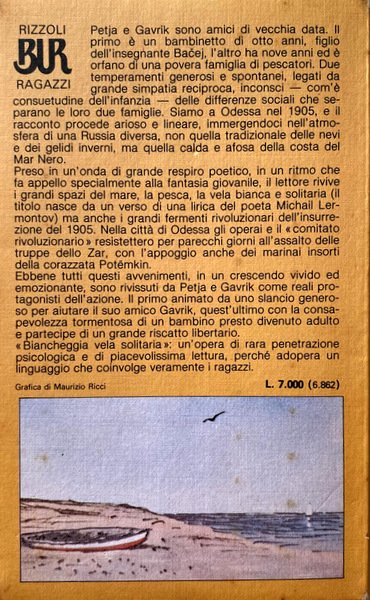 RIZZOLI
BUR
RAGAZZI
Petja e Gavrik sono amici di vecchia data. Il
primo è un bambinetto di otto anni, figlio
dell'insegnante Bačej, l'altro ha nove anni ed è
orfano di una povera famiglia di pescatori. Due
temperamenti generosi e spontanei, legati da
grande simpatia reciproca, inconsci — com'è
consuetudine dell'infanzia — delle differenze sociali che se-
parano le loro due famiglie. Siamo a Odessa nel 1905, e il
racconto procede arioso e lineare, immergendoci nell'atmo-
sfera di una Russia diversa, non quella tradizionale delle nevi
e dei gelidi inverni, ma quella calda e afosa della costa del
Mar Nero.
Preso in un'onda di grande respiro poetico, in un ritmo che
fa appello specialmente alla fantasia giovanile, il lettore rivive
i grandi spazi del mare, la pesca, la vela bianca e solitaria (il
titolo nasce da un verso di una lirica del poeta Michail Ler-
montov) ma anche i grandi fermenti rivoluzionari dell'insurre-
zione del 1905. Nella città di Odessa gli operai e il «comitato
rivoluzionario» resistettero per parecchi giorni all'assalto delle
truppe dello Zar, con l'appoggio anche dei marinai insorti
della corazzata Potëmkin.
Ebbene tutti questi avvenimenti, in un crescendo vivido ed
emozionante, sono rivissuti da Petja e Gavrik come reali pro-
tagonisti dell'azione. Il primo animato da uno slancio genero-
so per aiutare il suo amico Gavrik, quest'ultimo con la consa-
pevolezza tormentosa di un bambino presto divenuto adulto
e partecipe di un grande riscatto libertario.
«Biancheggia vela solitaria»: un'opera di rara penetrazione
psicologica e di piacevolissima lettura, perché adopera un
linguaggio che coinvolge veramente i ragazzi.
Grafica di Maurizio Ricci
L. 7.000 (6.862)